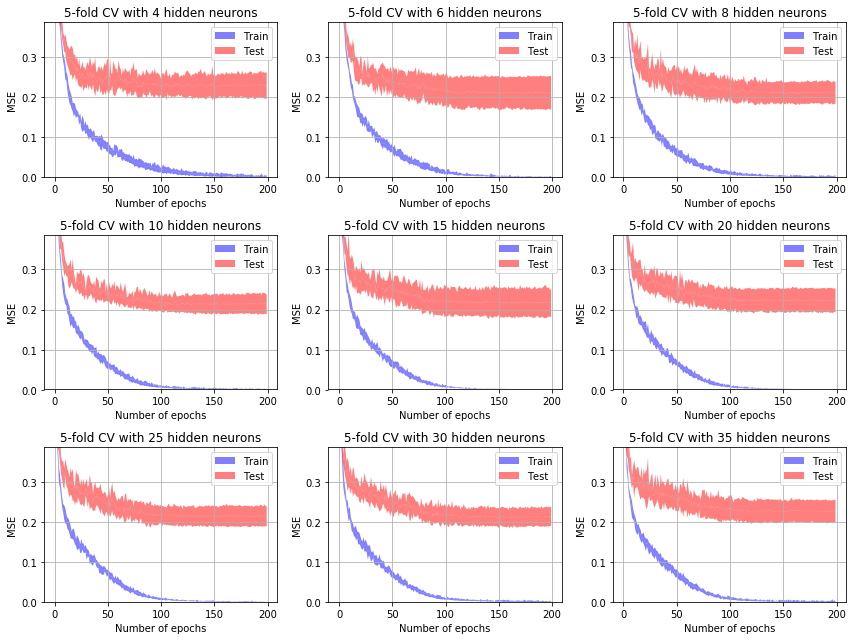 5-fold CV with 4 hidden neurons
MSE
0.3
0.2
0.1
0.0
Train
Test
0 50 100 150 200
Number of epochs
5-fold CV with 6 hidden neurons
MSE
0.3
0.2
0.1
0.0
Train
Test
0 50 100 150 200
Number of epochs
5-fold CV with 8 hidden neurons
MSE
0.3
0.2
0.1
0.0
Train
Test
0 50 100 150 200
Number of epochs
5-fold CV with 10 hidden neurons
MSE
0.3
0.2
0.1
0.0
Train
Test
0 50 100 150 200
Number of epochs
5-fold CV with 15 hidden neurons
MSE
0.3
0.2
0.1
0.0
Train
Test
0 50 100 150 200
Number of epochs
5-fold CV with 20 hidden neurons
MSE
0.3
0.2
0.1
0.0
Train
Test
0 50 100 150 200
Number of epochs
5-fold CV with 25 hidden neurons
MSE
0.3
0.2
0.1
0.0
Train
Test
0 50 100 150 200
Number of epochs
5-fold CV with 30 hidden neurons
MSE
0.3
0.2
0.1
0.0
Train
Test
0 50 100 150 200
Number of epochs
5-fold CV with 35 hidden neurons
MSE
0.3
0.2
0.1
0.0
Train
Test
0 50 100 150 200
Number of epochs